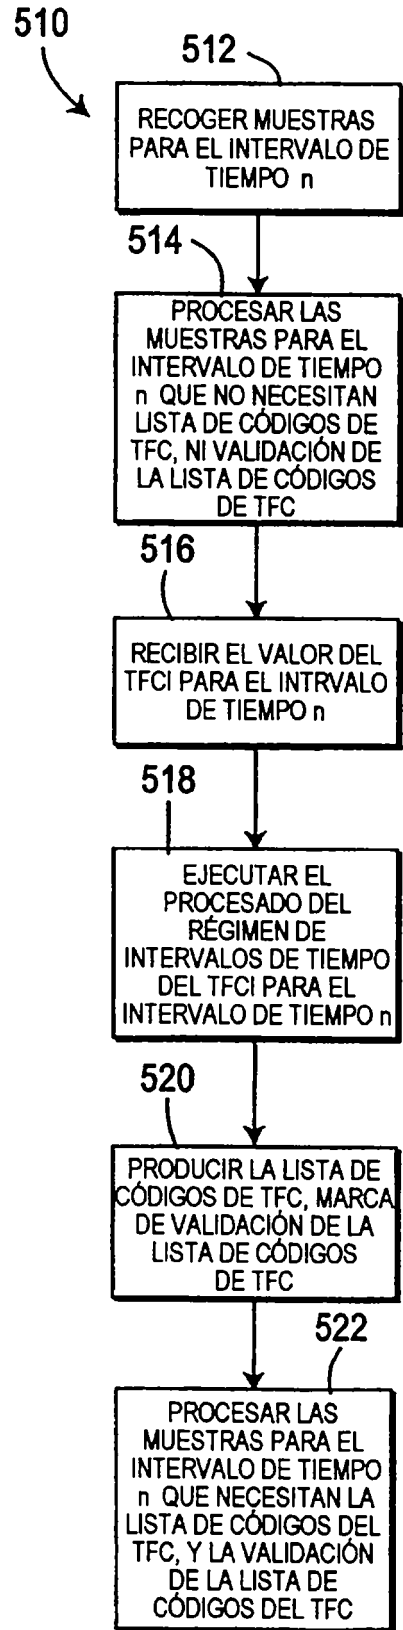 510
512
RECOGER MUESTRAS
PARA EL INTERVALO DE
TIEMPO n
514
PROCESAR LAS
MUESTRAS PARA EL
INTERVALO DE TIEMPO
n QUE NO NECESITAN
LISTA DE CÓDIGOS DE
TFC, NI VALIDACIÓN DE
LA LISTA DE CÓDIGOS
DE TFC
516
RECIBIR EL VALOR DEL
TFCI PARA EL INTRVALO
DE TIEMPO n
518
EJECUTAR EL
PROCESADO DEL
RÉGIMEN DE
INTERVALOS DE TIEMPO
DEL TFCI PARA EL
INTERVALO DE TIEMPO n
520
PRODUCIR LA LISTA DE
CÓDIGOS DE TFC, MARCA
DE VALIDACIÓN DE LA
LISTA DE CÓDIGOS
DE TFC
522
PROCESAR LAS
MUESTRAS PARA EL
INTERVALO DE TIEMPO
n QUE NECESITAN LA
LISTA DE CÓDIGOS DEL
TFC, Y LA VALIDACIÓN
DE LA LISTA DE
CÓDIGOS DEL TFC